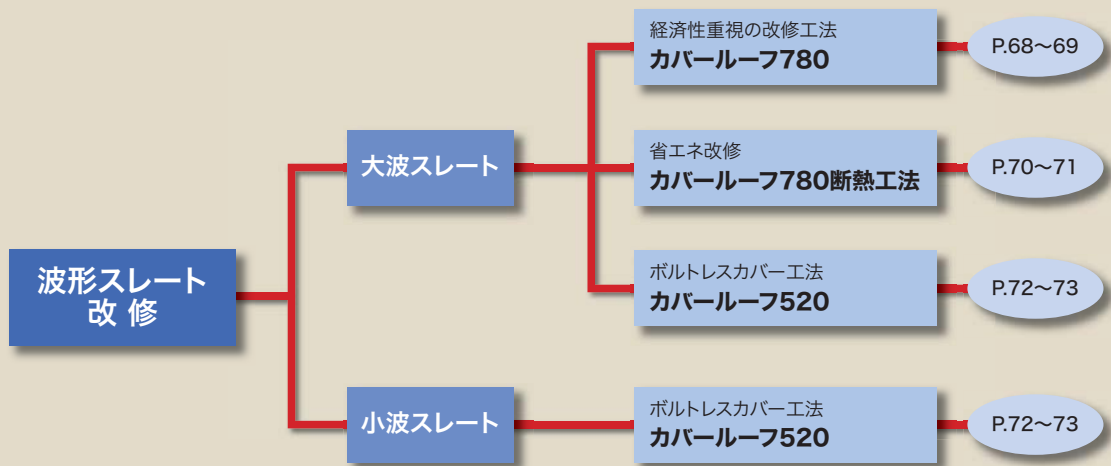 波形スレート
改 修
大波スレート
経済性重視の改修工法
カバールーフ780
P.68〜69
省エネ改修
カバールーフ780断熱工法
P.70〜71
ボルトレスカバー工法
カバールーフ520
P.72〜73
小波スレート
ボルトレスカバー工法
カバールーフ520
P.72〜73